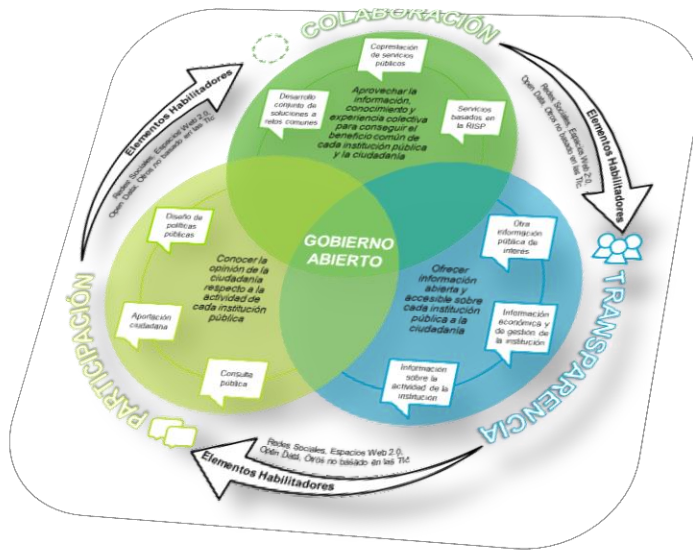 COLABORACIÓN
Coprestación
de servicios
públicos
Desarrollo
conjunto de
soluciones a
retos comunes
Aprovechar la
información,
conocimiento y
experiencia colectiva
para conseguir el
beneficio común de
cada institución pública
y la ciudadanía
Servicios
basados en
la RISP
Elementos Habilitadores
Redes Sociales, Espacios Web 2.0,
Open Data, Otros no basado en las TIc
Redes Sociales, Espacios Web 2.0,
Open Data, Otros no basado en las TIc
Elementos Habilitadores
GOBIERNO
ABIERTO
Diseño de
políticas
públicas
Conocer la
opinión de la
ciudadanía
respecto a la
actividad de
cada institución
pública
Aportación
ciudadana
Consulta
pública
PARTICIPACIÓN
Otra
información
pública de
interés
Ofrecer
información
abierta y
accesible sobre
cada institución
pública a la
ciudadanía
Información
económica y
de gestión de
la institución
Información
sobre la
actividad de la
institución
TRANSPARENCIA
Redes Sociales, Espacios Web 2.0,
Open Data, Otros no basado en las TIc
Elementos Habilitadores